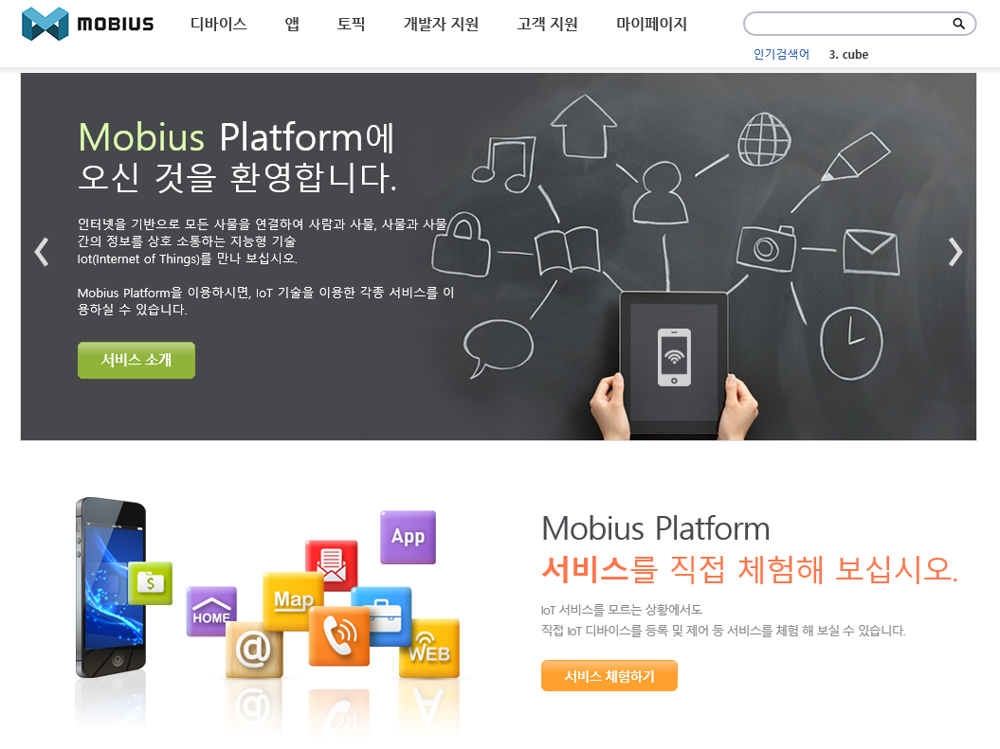 MOBIUS
디바이스 앱 토픽 개발자 지원 고객 지원 마이페이지
인기검색어 3. cube
Mobius Platform에
오신 것을 환영합니다.
인터넷을 기반으로 모든 사물을 연결하여 사람과 사물, 사물과 사물
간의 정보를 상호 소통하는 지능형 기술
Iot(Internet of Things)를 만나 보십시오.
Mobius Platform을 이용하시면, IoT 기술을 이용한 각종 서비스를 이
용하실 수 있습니다.
서비스 소개
App
Map
HOME
@
WEB
$
Mobius Platform
서비스를 직접 체험해 보십시오.
IoT 서비스를 모르는 상황에서도
직접 IoT 디바이스를 등록 및 제어 등 서비스를 체험 해 보실 수 있습니다.
서비스 체험하기